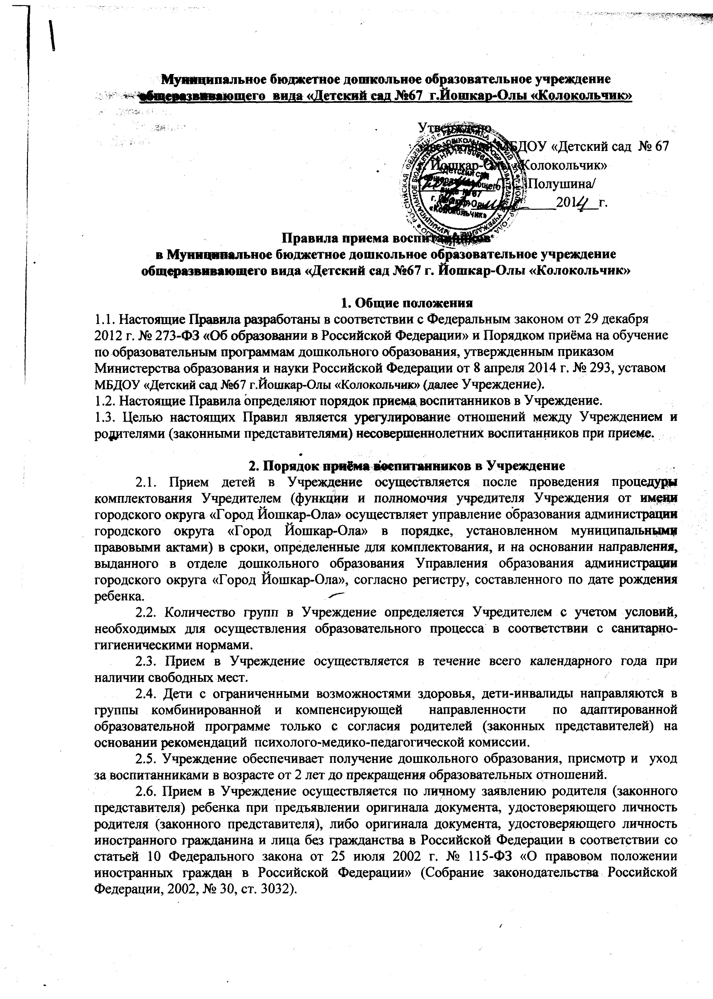 Муниципальное бюджетное дошкольное образовательное учреждение
общеразвивающего вида «Детский сад №67 г.Йошкар-Олы «Колокольчик»
Утверждено
Заведующий МБДОУ «Детский сад № 67
г. Йошкар-Олы «Колокольчик»
Полушина/
2014 г.
Правила приема воспитанников
в Муниципальное бюджетное дошкольное образовательное учреждение
общеразвивающего вида «Детский сад №67 г. Йошкар-Олы «Колокольчик»
1. Общие положения
1.1. Настоящие Правила разработаны в соответствии с Федеральным законом от 29 декабря
2012 г. № 273-ФЗ «Об образовании в Российской Федерации» и Порядком приёма на обучение
по образовательным программам дошкольного образования, утвержденным приказом
Министерства образования и науки Российской Федерации от 8 апреля 2014 г. № 293, уставом
МБДОУ «Детский сад №67 г.Йошкар-Олы «Колокольчик» (далее Учреждение).
1.2. Настоящие Правила определяют порядок приема воспитанников в Учреждение.
1.3. Целью настоящих Правил является урегулирование отношений между Учреждением и
родителями (законными представителями) несовершеннолетних воспитанников при приеме.
2. Порядок приёма воспитанников в Учреждение
2.1. Прием детей в Учреждение осуществляется после проведения процедуры
комплектования Учредителем (функции и полномочия учредителя Учреждения от имени
городского округа «Город Йошкар-Ола» осуществляет управление образования администрации
городского округа «Город Йошкар-Ола» в порядке, установленном муниципальными
правовыми актами) в сроки, определенные для комплектования, и на основании направления,
выданного в отделе дошкольного образования Управления образования администрации
городского округа «Город Йошкар-Ола», согласно регистру, составленного по дате рождения
ребенка.
2.2. Количество групп в Учреждение определяется Учредителем с учетом условий,
необходимых для осуществления образовательного процесса в соответствии с санитарно-
гигиеническими нормами.
2.3. Прием в Учреждение осуществляется в течение всего календарного года при
наличии свободных мест.
2.4. Дети с ограниченными возможностями здоровья, дети-инвалиды направляются в
группы комбинированной и компенсирующей направленности по адаптированной
образовательной программе только с согласия родителей (законных представителей) на
основании рекомендаций психолого-медико-педагогической комиссии.
2.5. Учреждение обеспечивает получение дошкольного образования, присмотр и уход
за воспитанниками в возрасте от 2 лет до прекращения образовательных отношений.
2.6. Прием в Учреждение осуществляется по личному заявлению родителя (законного
представителя) ребенка при предъявлении оригинала документа, удостоверяющего личность
родителя (законного представителя), либо оригинала документа, удостоверяющего личность
иностранного гражданина и лица без гражданства в Российской Федерации в соответствии со
статьей 10 Федерального закона от 25 июля 2002 г. № 115-ФЗ «О правовом положении
иностранных граждан в Российской Федерации» (Собрание законодательства Российской
Федерации, 2002, № 30, ст. 3032).